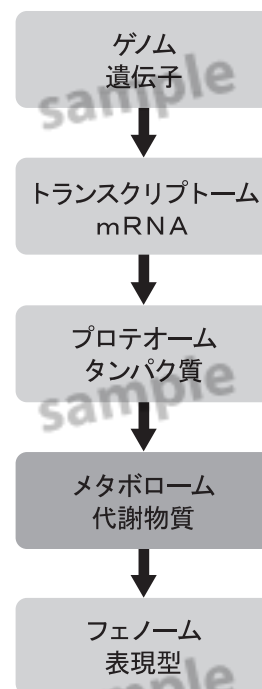 ゲノム
遺伝子
sample
トランスクリプトーム
mRNA
プロテオーム
タンパク質
sample
メタボローム
代謝物質
フェノーム
表現型
sample